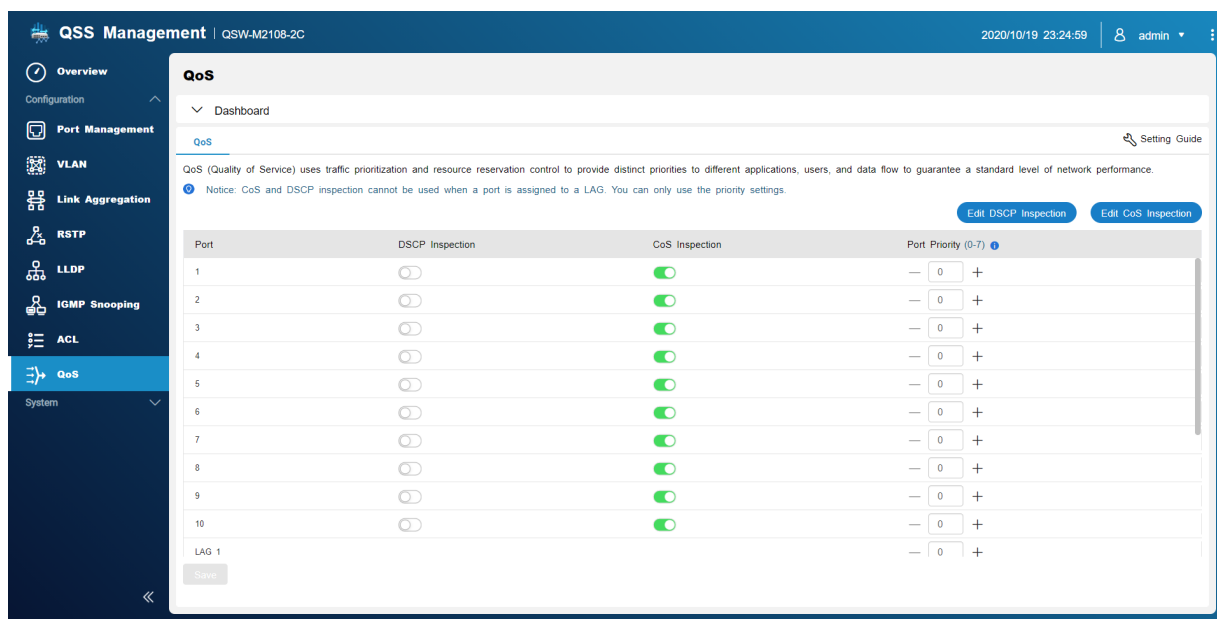 QSS Management | QSW-M2108-2C
2020/10/19 23:24:59
admin
Overview
Configuration
Port Management
VLAN
Link Aggregation
RSTP
LLDP
IGMP Snooping
ACL
QoS
System
QoS
Dashboard
QoS
Setting Guide
QoS (Quality of Service) uses traffic prioritization and resource reservation control to provide distinct priorities to different applications, users, and data flow to guarantee a standard level of network performance.
Notice: CoS and DSCP inspection cannot be used when a port is assigned to a LAG. You can only use the priority settings.
Edit DSCP Inspection Edit CoS Inspection
Port DSCP Inspection CoS Inspection Port Priority (0-7)
1 — 0 +
2 — 0 +
3 — 0 +
4 — 0 +
5 — 0 +
6 — 0 +
7 — 0 +
8 — 0 +
9 — 0 +
10 — 0 +
LAG 1 — 0 +
Save